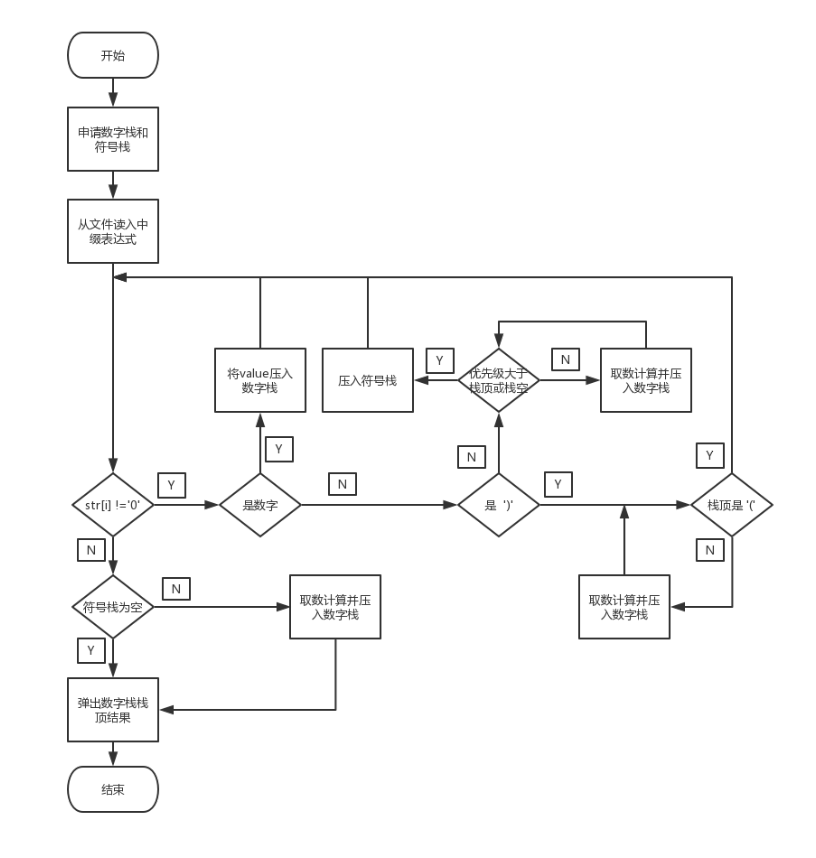 开始
申请数字栈和
符号栈
从文件读入中
缀表达式
将value压入
数字栈
压入符号栈
Y
优先级大于
栈顶或栈空
N
取数计算并压
入数字栈
Y
N
Y
str[i] !='0'
Y
是数字
N
是 ')'
Y
栈顶是 '('
N
N
符号栈为空
N
取数计算并压
入数字栈
取数计算并压
入数字栈
Y
弹出数字栈栈
顶结果
结束